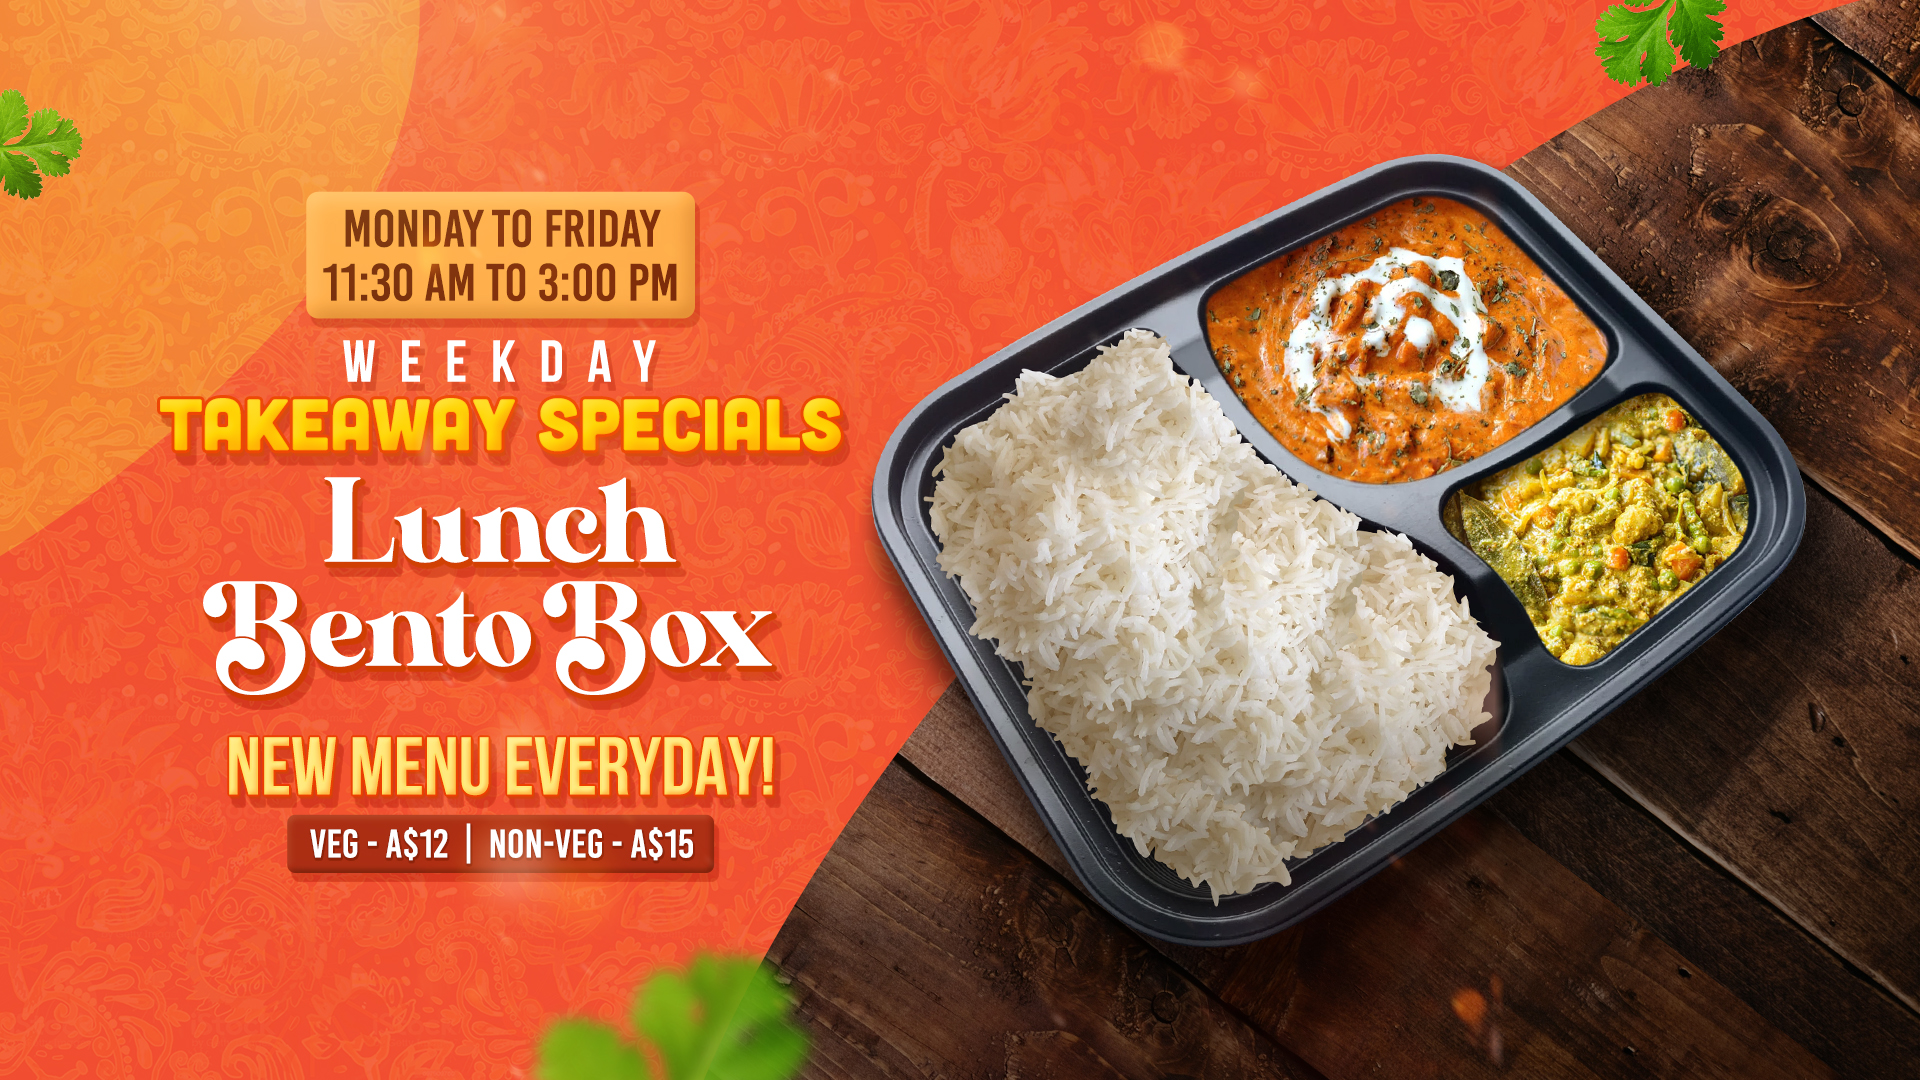 MONDAY TO FRIDAY
11:30 AM TO 3:00 PM
WEEKDAY
TAKEAWAY SPECIALS
Lunch
Bento Box
NEW MENU EVERYDAY!
VEG - A$12 | NON-VEG - A$15